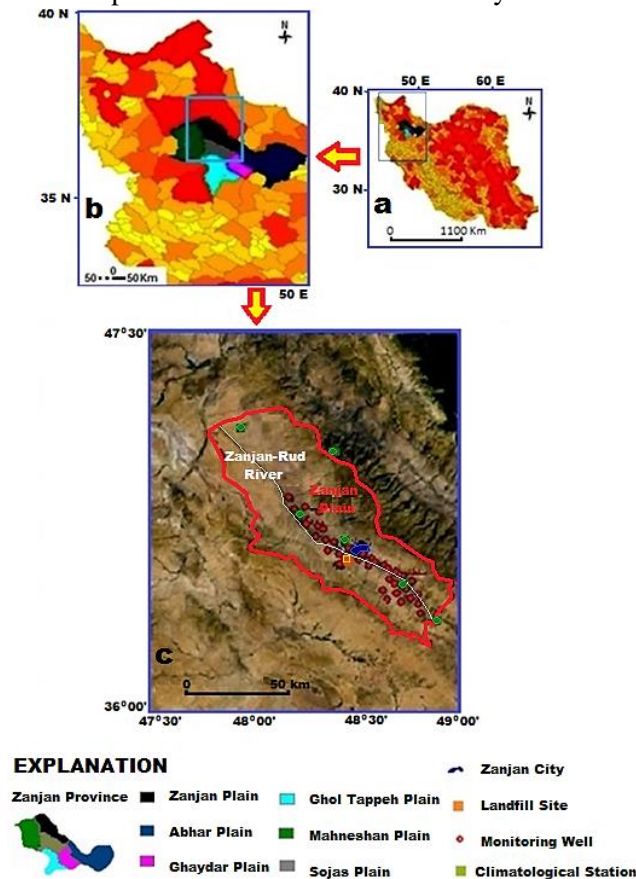 40 N
N
50 E
60 E
40 N
N
35 N
30 N
b
a
0
50 50Km
0 1100 Km
50 E
47°30'
Zanjan-Rud
River
Zanjan
Plain
C
0 50 km
36°00'
47°30' 48°00' 48°30' 49°00'
EXPLANATION
Zanjan Province
Zanjan Plain
Abhar Plain
Ghaydar Plain
Ghol Tappeh Plain
Mahneshan Plain
Sojas Plain
Zanjan City
Landfill Site
Monitoring Well
Climatological Station